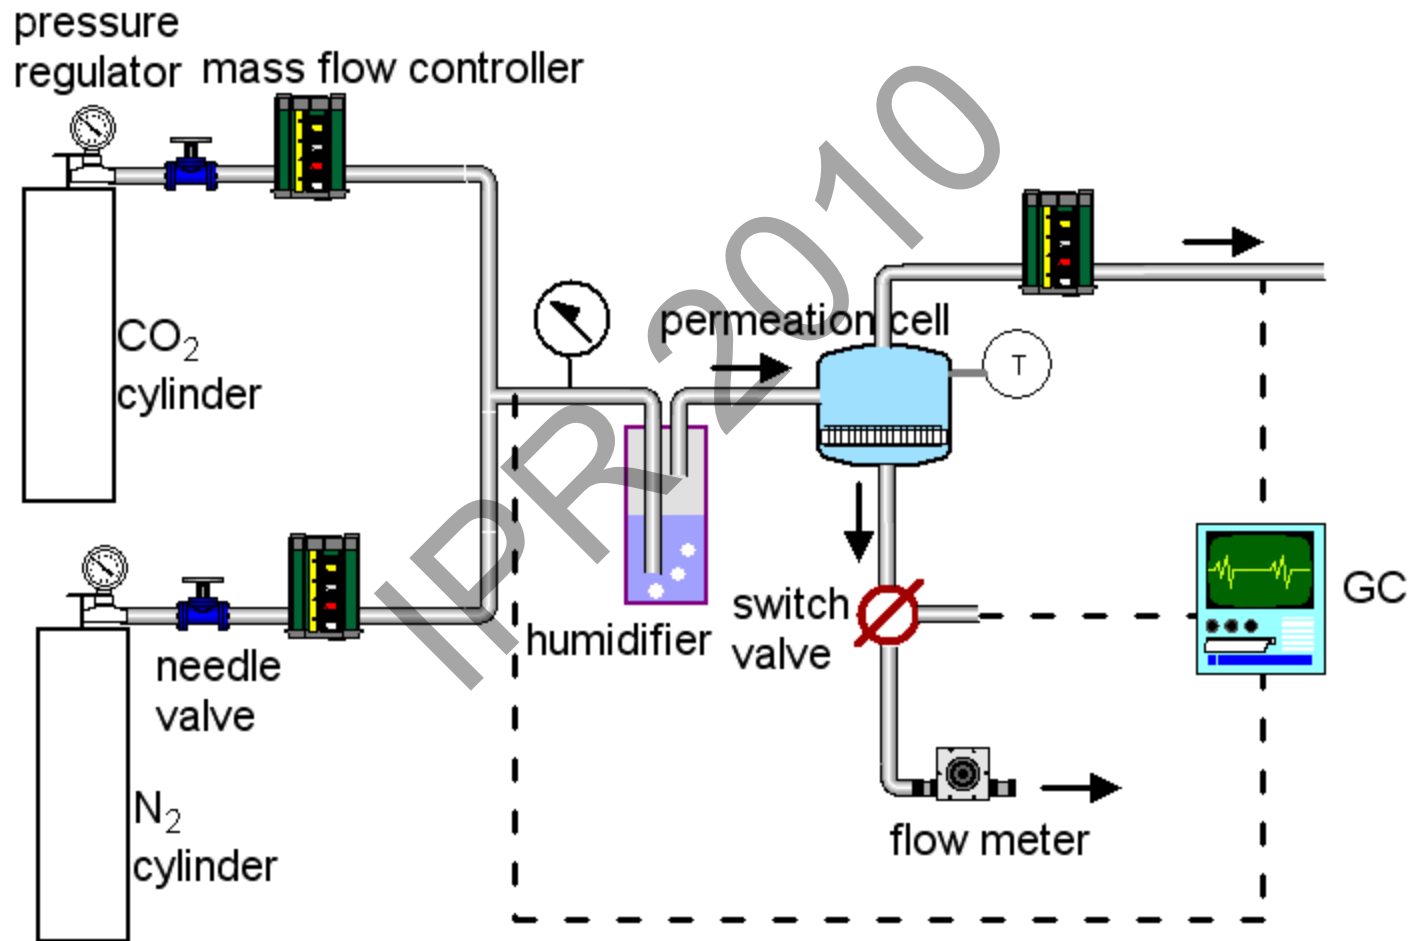 pressure
regulator
mass flow controller
IPR 2010
permeation cell
T
CO₂
cylinder
GC
switch
valve
humidifier
needle
valve
N₂
cylinder
flow meter